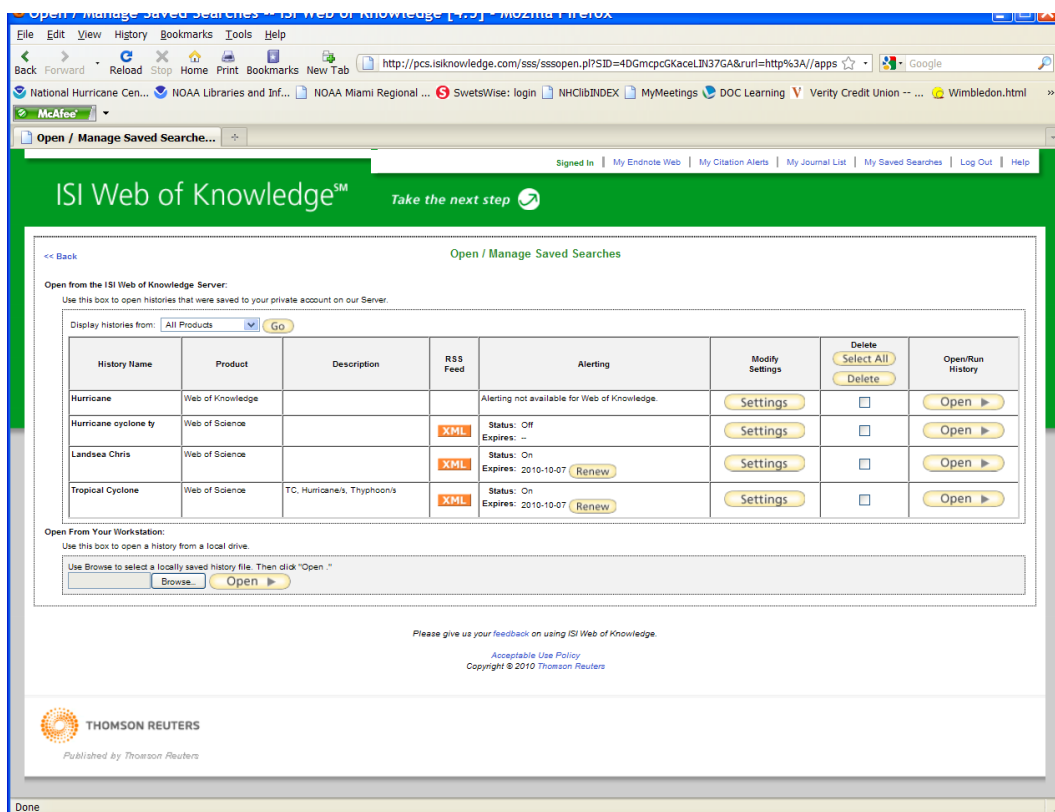 Open / Manage Saved Searches -- ISI Web of Knowledge [4.9] - Mozilla Firefox
File Edit View History Bookmarks Tools Help
Back Forward Reload Stop Home Print Bookmarks New Tab http://pcs.isiknowledge.com/sss/sssopen.pl?SID=4DGmcpcGKaceLIN37GA&rurl=http%3A//apps Google
National Hurricane Cen... NOAA Libraries and Inf... NOAA Miami Regional ... SwetsWise: login NHClibINDEX MyMeetings DOC Learning Verity Credit Union -- ... Wimbledon.html »
McAfee
Open / Manage Saved Searche...
Signed In | My Endnote Web | My Citation Alerts | My Journal List | My Saved Searches | Log Out | Help
ISI Web of Knowledge℠ Take the next step
<< Back Open / Manage Saved Searches
Open from the ISI Web of Knowledge Server:
Use this box to open histories that were saved to your private account on our Server.
Display histories from: All Products Go
History Name Product Description RSS Feed Alerting Modify Settings Delete Select All Delete Open/Run History
Hurricane Web of Knowledge Alerting not available for Web of Knowledge. Settings Open
Hurricane cyclone ty Web of Science XML Status: Off Expires: -- Settings Open
Landsea Chris Web of Science XML Status: On Expires: 2010-10-07 Renew Settings Open
Tropical Cyclone Web of Science TC, Hurricane/s, Thyphoon/s XML Status: On Expires: 2010-10-07 Renew Settings Open
Open From Your Workstation:
Use this box to open a history from a local drive.
Use Browse to select a locally saved history file. Then click "Open ."
Browse... Open
Please give us your feedback on using ISI Web of Knowledge.
Acceptable Use Policy
Copyright © 2010 Thomson Reuters
THOMSON REUTERS
Published by Thomson Reuters
Done